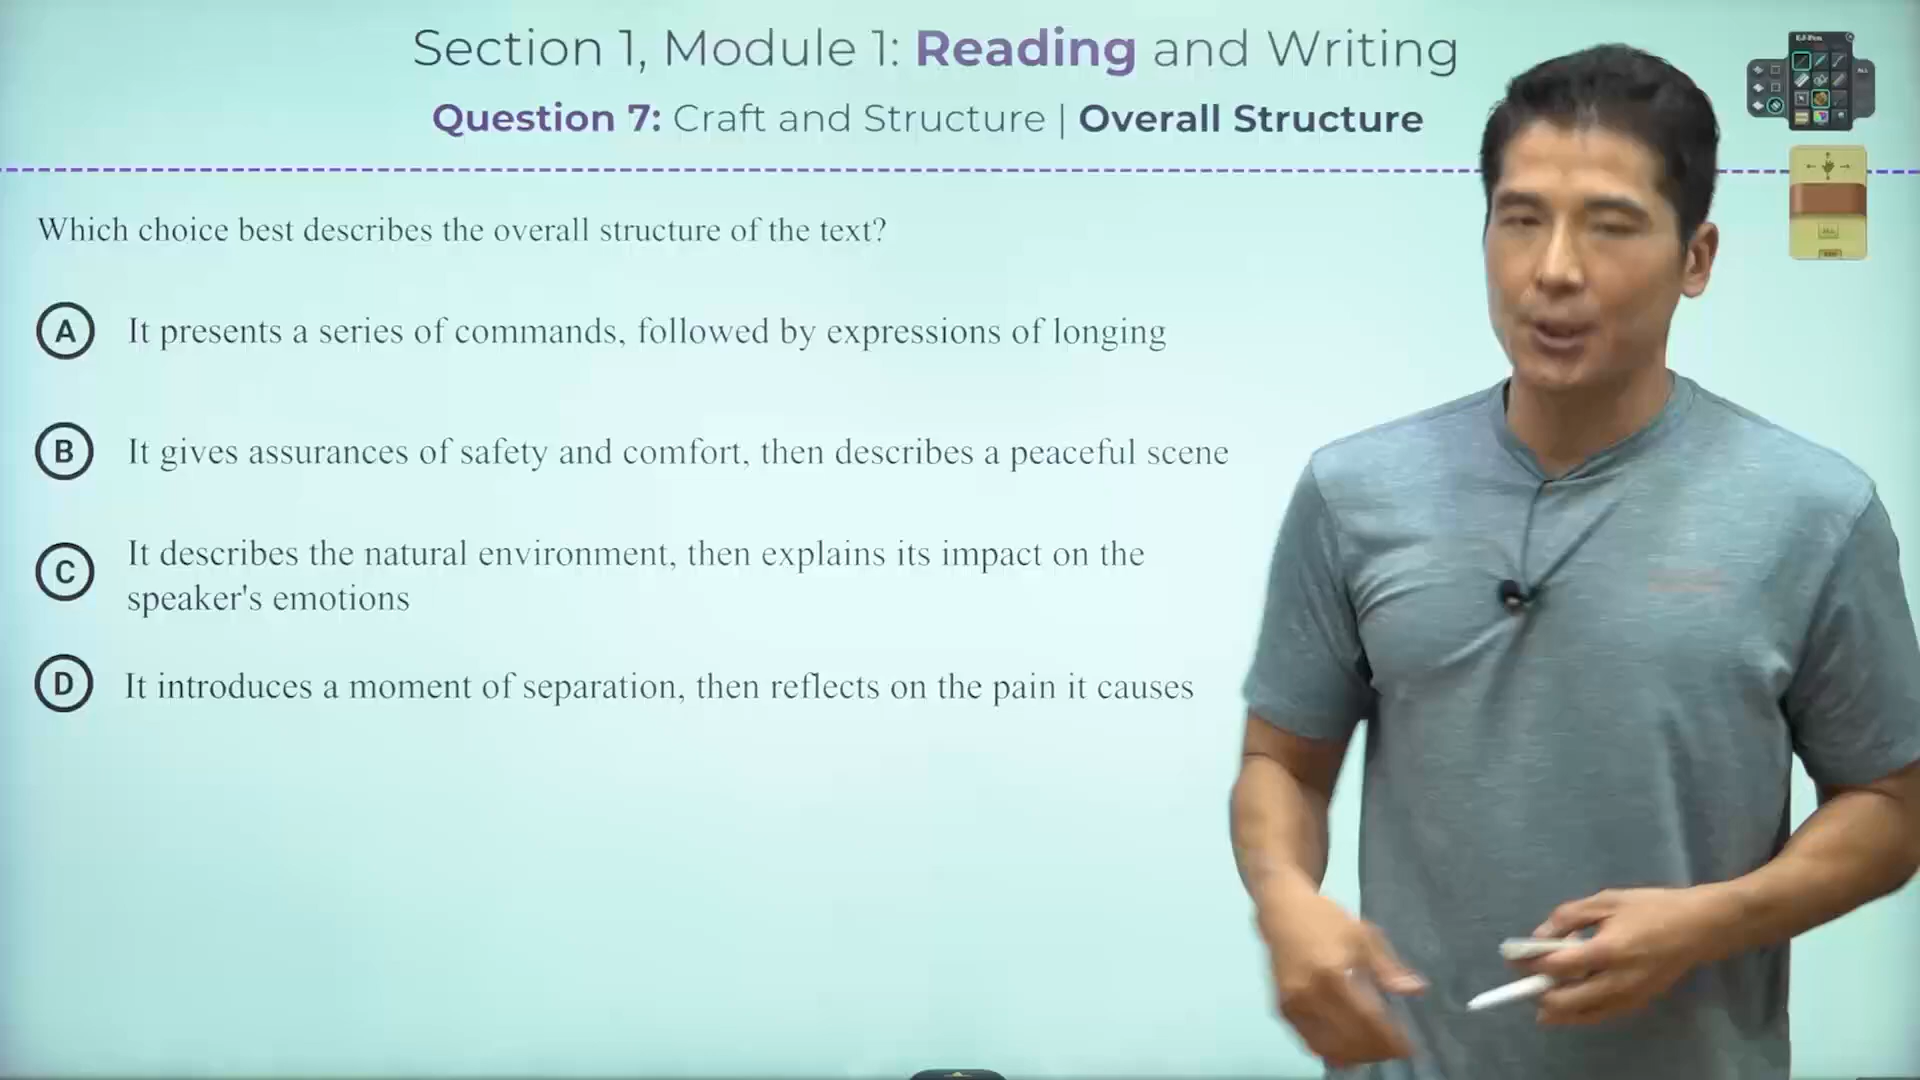 Section 1, Module 1: Reading and Writing
Question 7: Craft and Structure | Overall Structure
Which choice best describes the overall structure of the text?
A It presents a series of commands, followed by expressions of longing
B It gives assurances of safety and comfort, then describes a peaceful scene
C It describes the natural environment, then explains its impact on the
speaker's emotions
D It introduces a moment of separation, then reflects on the pain it causes